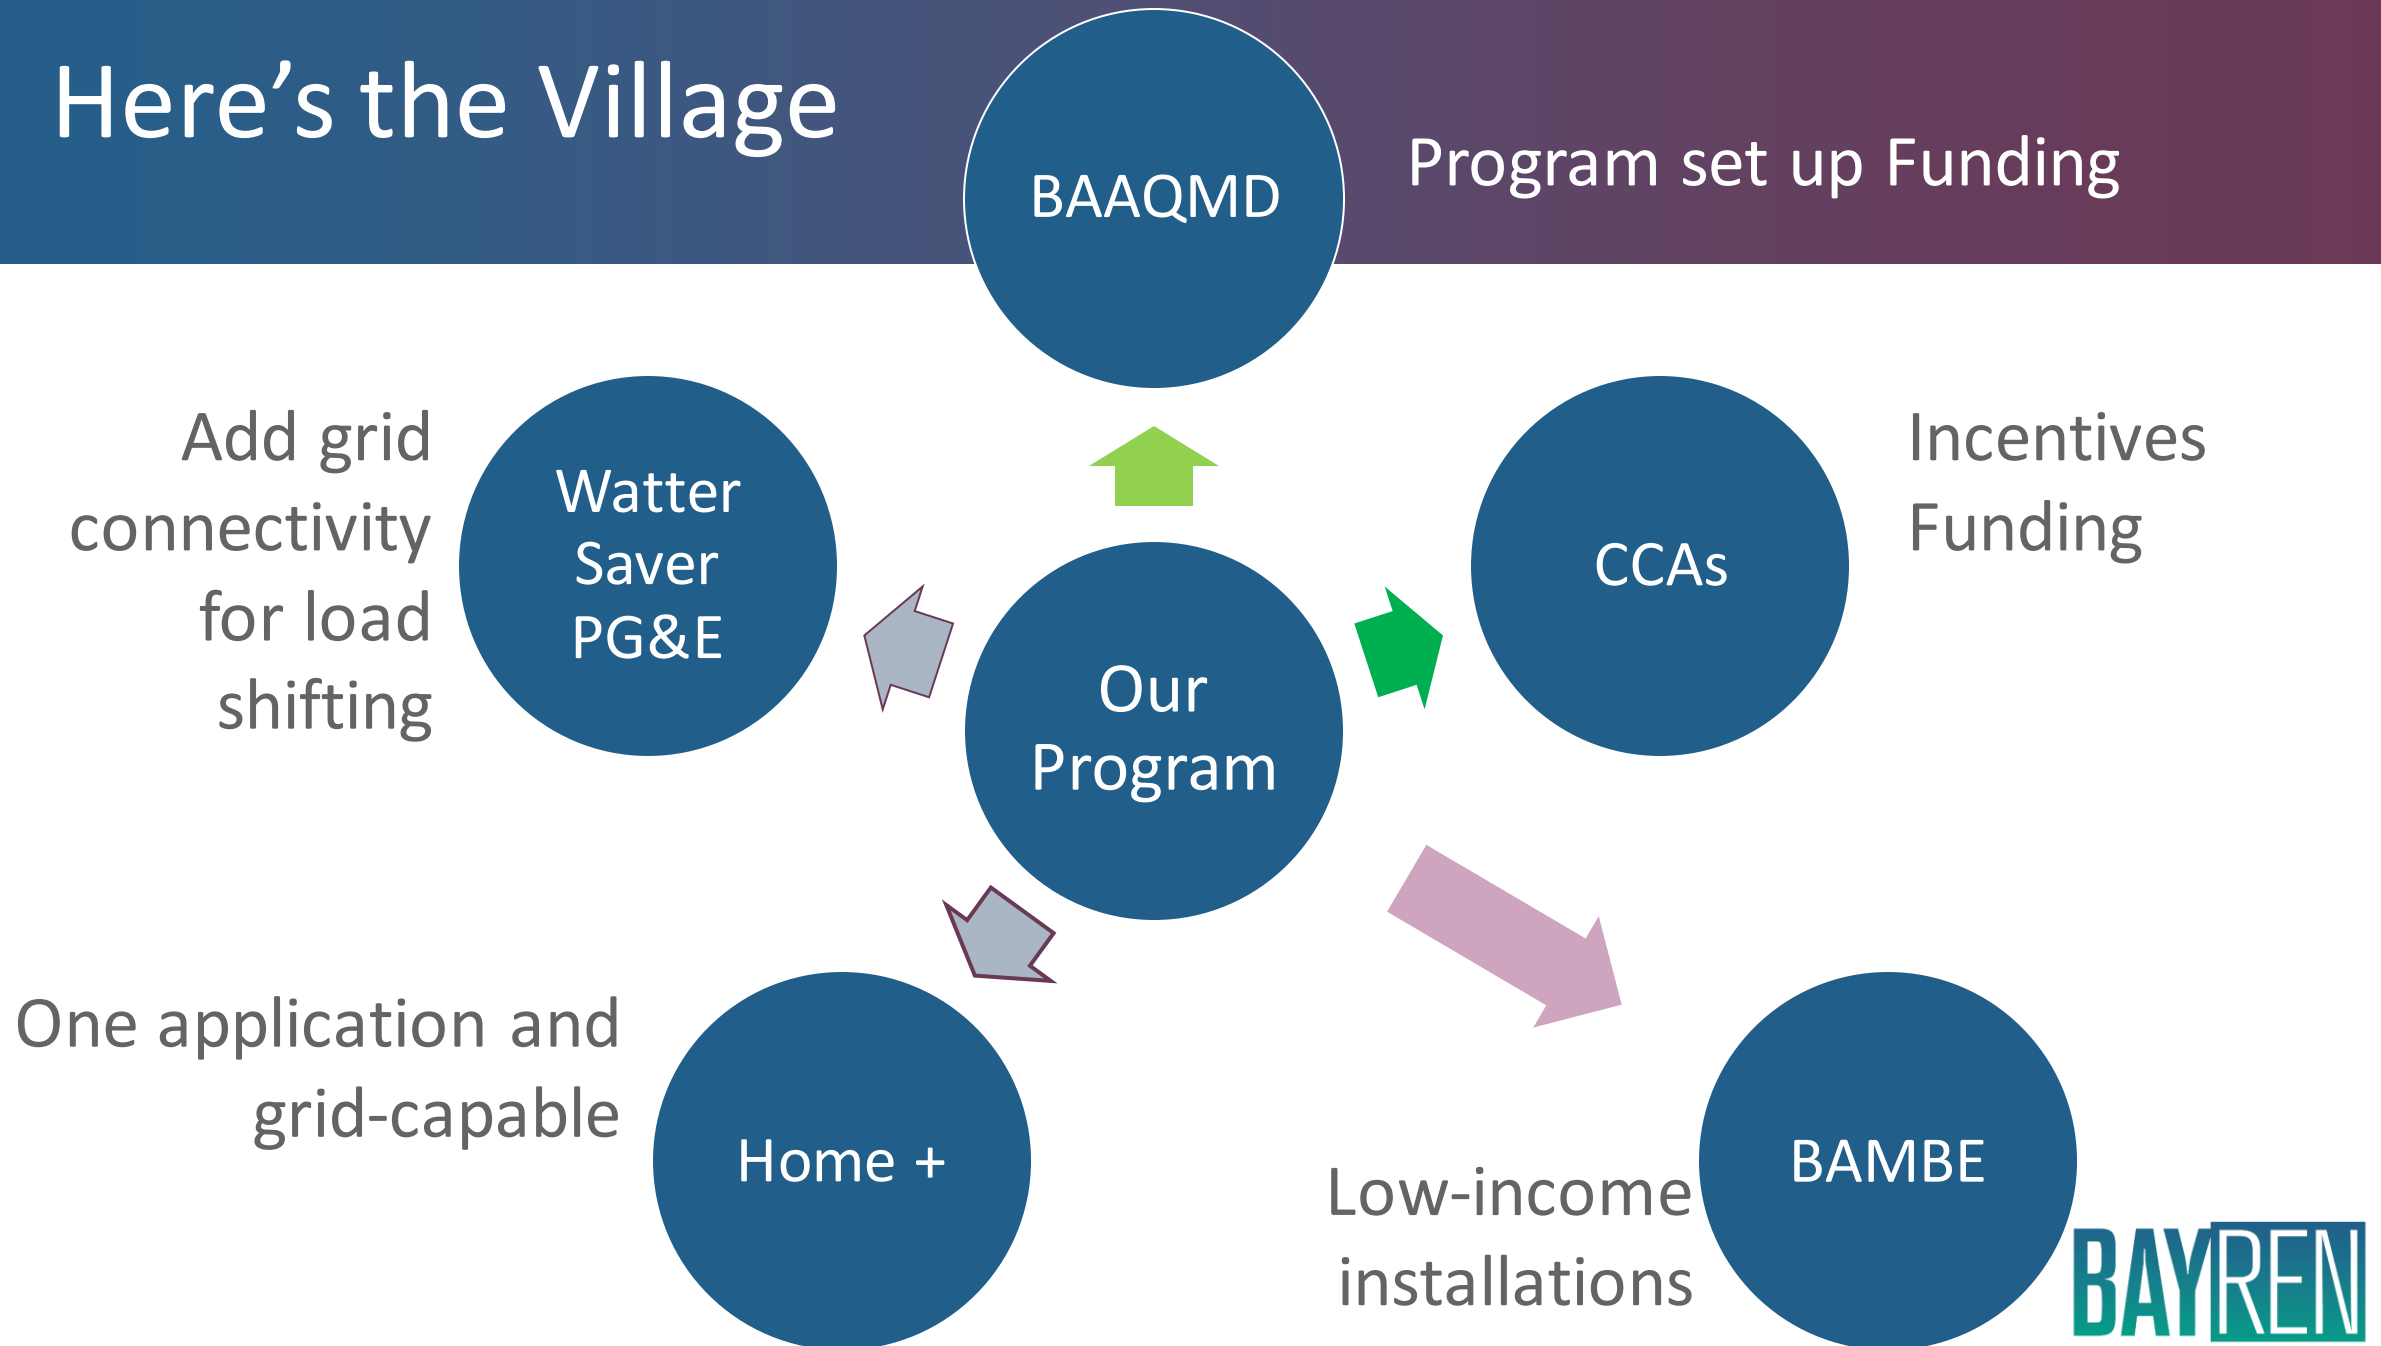 Here’s the Village
BAAQMD
Program set up Funding
Add grid
connectivity
for load
shifting
Watter
Saver
PG&E
Our
Program
CCAs
Incentives
Funding
One application and
grid-capable
Home +
Low-income
installations
BAMBE
BAYREN